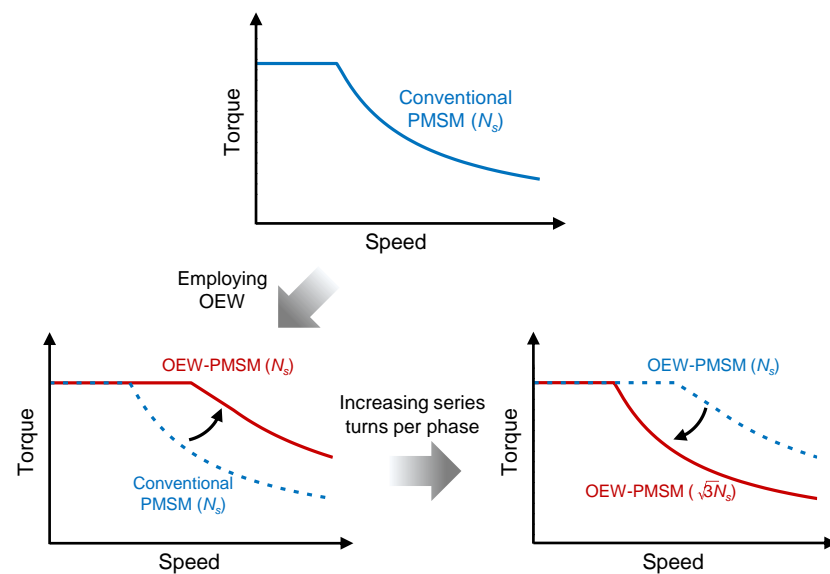 Torque
Conventional
PMSM (Nₛ)
Speed
Employing
OEW
Torque
OEW-PMSM (Nₛ)
Conventional
PMSM (Nₛ)
Speed
Increasing series
turns per phase
Torque
OEW-PMSM (Nₛ)
OEW-PMSM (√3Nₛ)
Speed